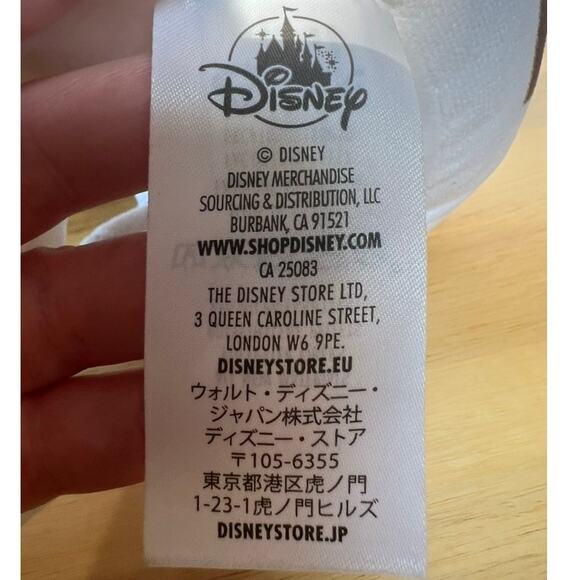 DISNEY
© DISNEY
DISNEY MERCHANDISE
SOURCING & DISTRIBUTION, LLC
BURBANK, CA 91521
WWW.SHOPDISNEY.COM
CA 25083
THE DISNEY STORE LTD,
3 QUEEN CAROLINE STREET,
LONDON W6 9PE.
DISNEYSTORE.EU
ウォルト・ディズニー・
ジャパン株式会社
ディズニー・ストア
〒105-6355
東京都港区虎ノ門
1-23-1虎ノ門ヒルズ
DISNEYSTORE.JP